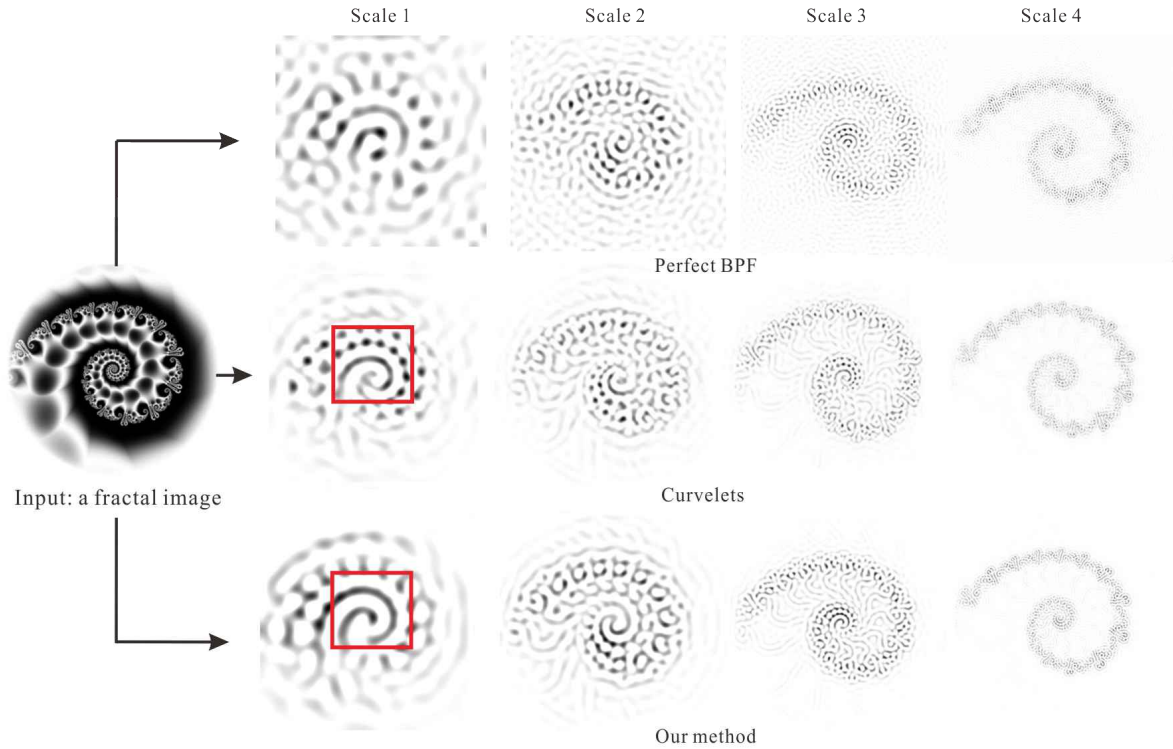 Scale 1
Scale 2
Scale 3
Scale 4
Perfect BPF
Input: a fractal image
Curvelets
Our method